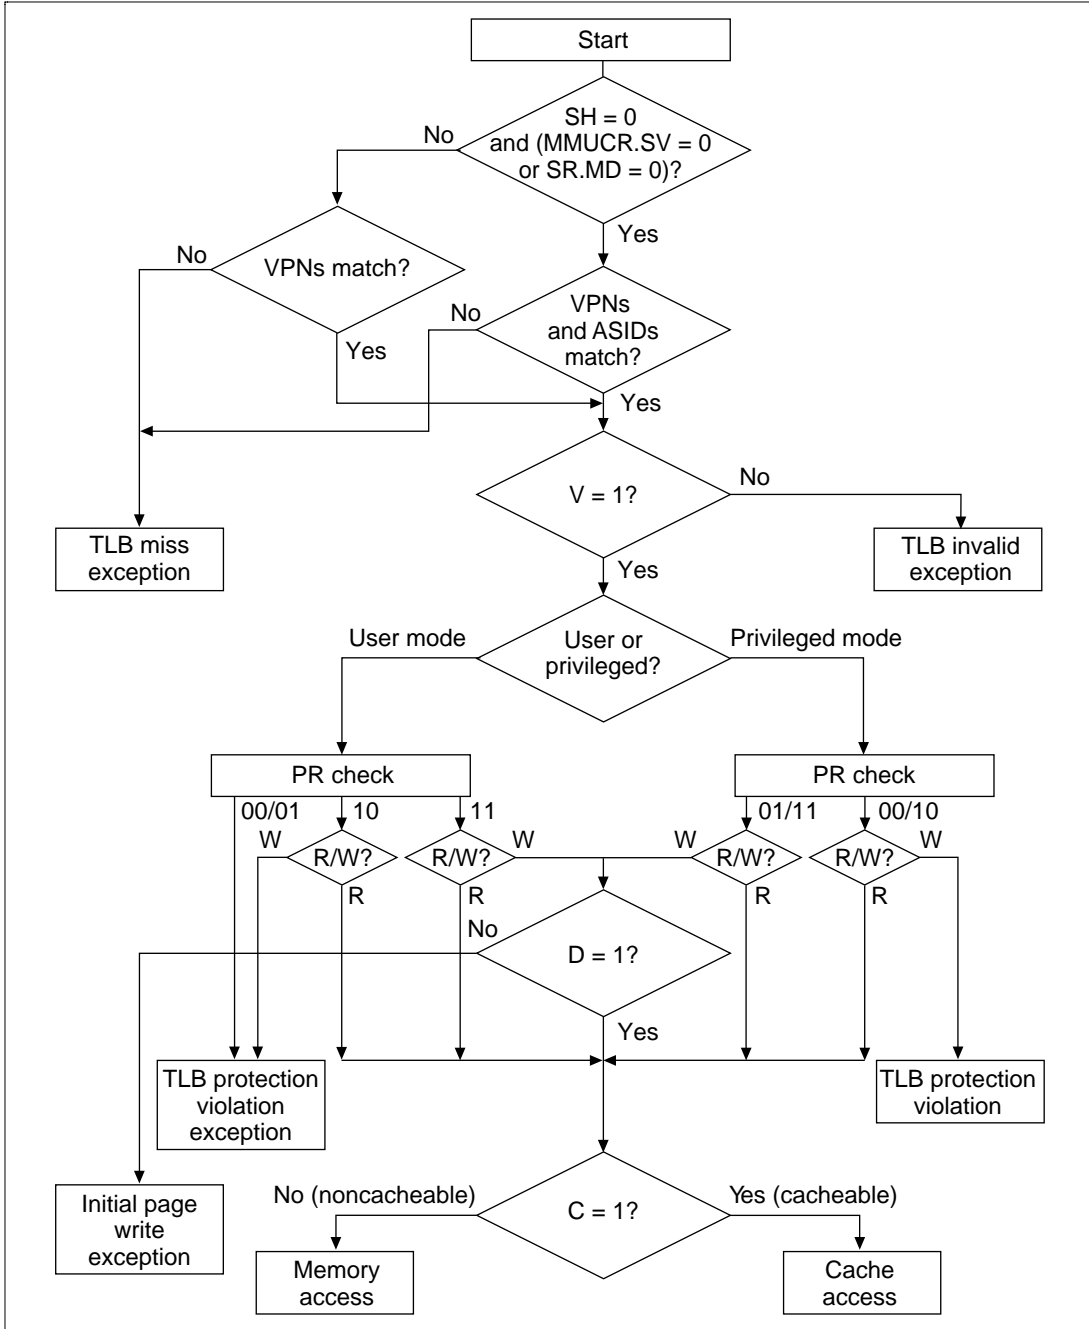 Start
SH = 0
and (MMUCR.SV = 0
or SR.MD = 0)?
No
Yes
VPNs match?
No
Yes
VPNs
and ASIDs
match?
No
Yes
V = 1?
No
Yes
TLB miss
exception
TLB invalid
exception
User or
privileged?
User mode
Privileged mode
PR check
PR check
00/01
10
11
01/11
00/10
W
R/W?
R/W?
W
W
R/W?
R/W?
W
R
R
R
R
No
D = 1?
Yes
TLB protection
violation
exception
TLB protection
violation
Initial page
write
exception
No (noncacheable)
C = 1?
Yes (cacheable)
Memory
access
Cache
access